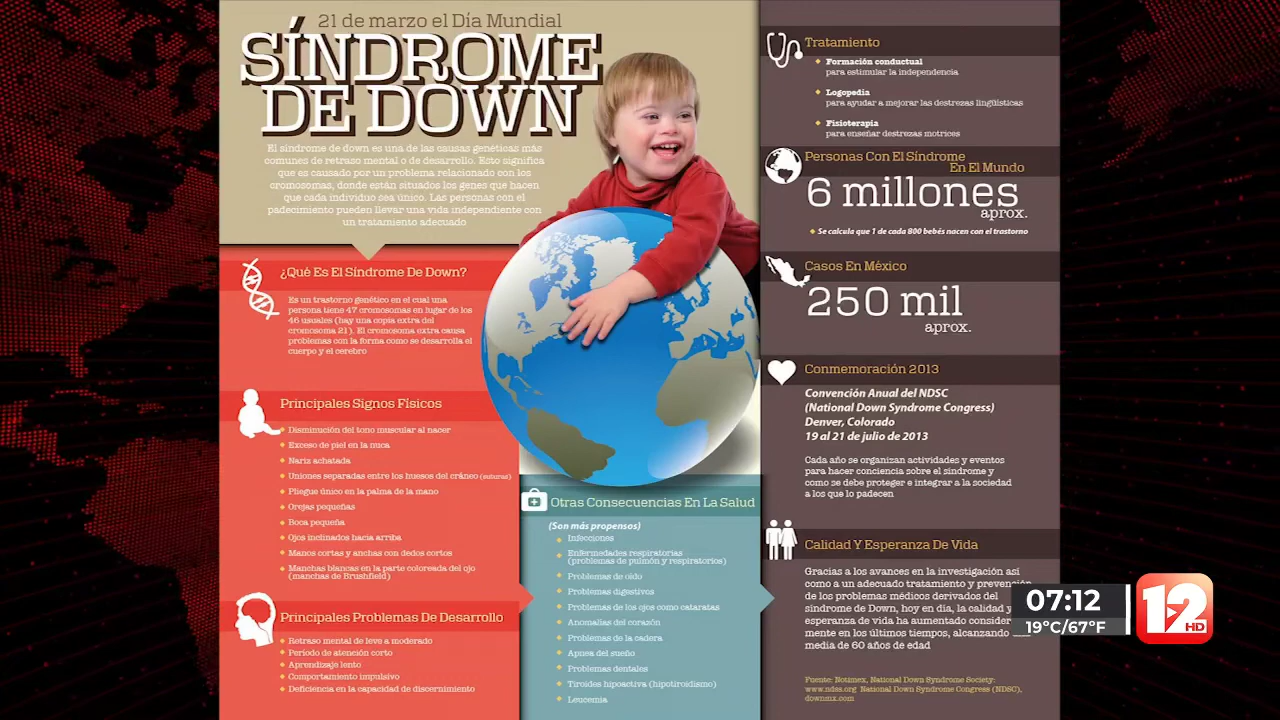 21 de marzo el Día Mundial
SÍNDROME
DE DOWN
El síndrome de down es una de las causas genéticas más
comunes de retraso mental o de desarrollo. Esto significa
que es causado por un problema relacionado con los
cromosomas, donde están situados los genes que hacen
que cada individuo sea único. Las personas con el
padecimiento pueden llevar una vida independiente con
un tratamiento adecuado
¿Qué Es El Síndrome De Down?
Es un trastorno genético en el cual una
persona tiene 47 cromosomas en lugar de los
46 usuales (hay una copia extra del
cromosoma 21). El cromosoma extra causa
problemas con la forma como se desarrolla el
cuerpo y el cerebro
Principales Signos Físicos
Disminución del tono muscular al nacer
Exceso de piel en la nuca
Nariz achatada
Uniones separadas entre los huesos del cráneo (suturas)
Pliegue único en la palma de la mano
Orejas pequeñas
Boca pequeña
Ojos inclinados hacia arriba
Manos cortas y anchas con dedos cortos
Manchas blancas en la parte coloreada del ojo
(manchas de Brushfield)
Principales Problemas De Desarrollo
Retraso mental de leve a moderado
Período de atención corto
Aprendizaje lento
Comportamiento impulsivo
Deficiencia en la capacidad de discernimiento
Otras Consecuencias En La Salud
(Son más propensos)
Infecciones
Enfermedades respiratorias
(problemas de pulmón y respiratorios)
Problemas de oído
Problemas digestivos
Problemas de los ojos como cataratas
Anomalías del corazón
Problemas de la cadera
Apnea del sueño
Problemas dentales
Tiroides hipoactiva (hipotiroidismo)
Leucemia
Tratamiento
Formación conductual
para estimular la independencia
Logopedia
para ayudar a mejorar las destrezas lingüísticas
Fisioterapia
para enseñar destrezas motrices
Personas Con El Síndrome
En El Mundo
6 millones
aprox.
Se calcula que 1 de cada 800 bebés nacen con el trastorno
Casos En México
250 mil
aprox.
Conmemoración 2013
Convención Anual del NDSC
(National Down Syndrome Congress)
Denver, Colorado
19 al 21 de julio de 2013
Cada año se organizan actividades y eventos
para hacer conciencia sobre el síndrome y
como se debe proteger e integrar a la sociedad
a los que lo padecen
Calidad Y Esperanza De Vida
Gracias a los avances en la investigación así
como a un adecuado tratamiento y prevención
de los problemas médicos derivados del
síndrome de Down, hoy en día, la calidad y
esperanza de vida ha aumentado consider
mente en los últimos tiempos, alcanzando
media de 60 años de edad
Fuente: Notimex, National Down Syndrome Society:
www.ndss.org National Down Syndrome Congress (NDSC),
downmx.com
07:12
19°C/67°F
12
HD